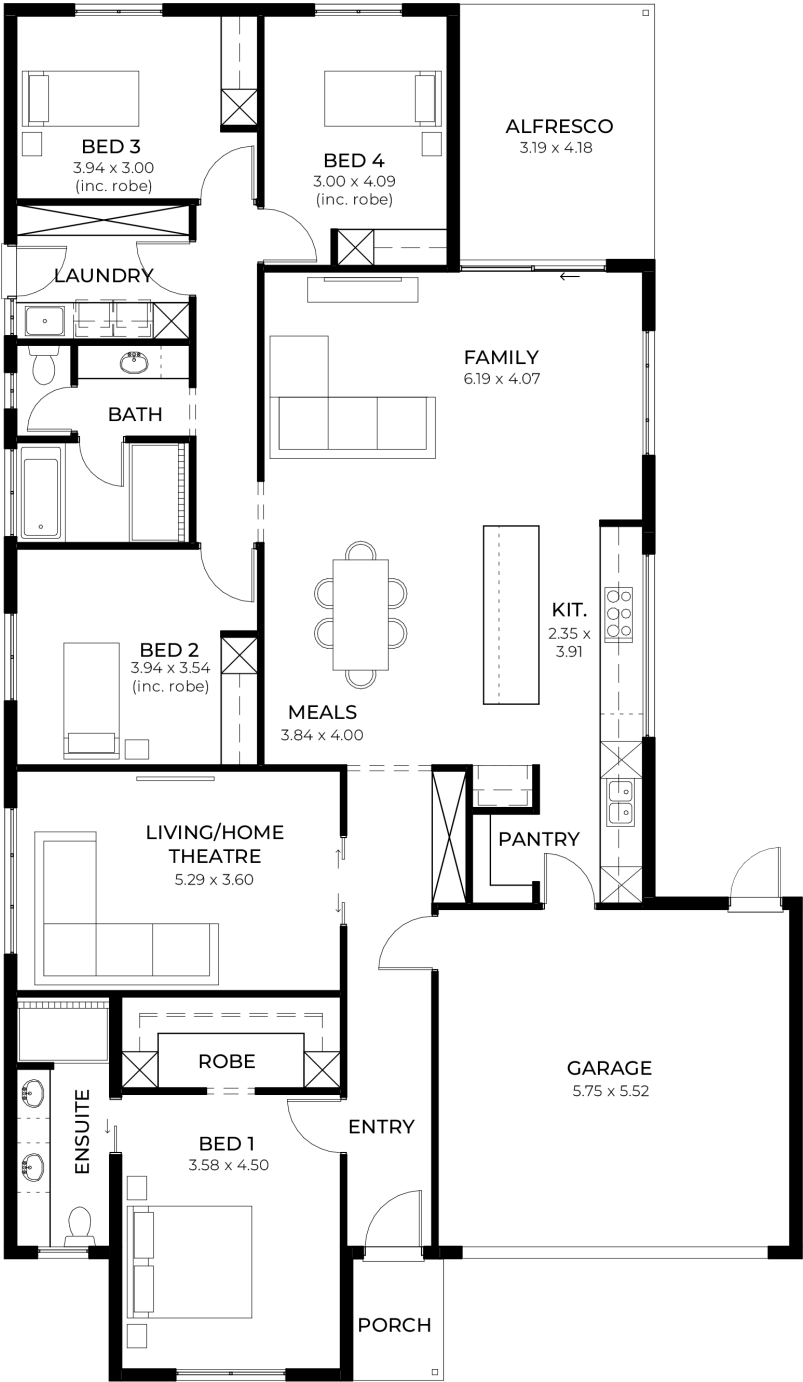 BED 3
3.94 x 3.00
(inc. robe)
BED 4
3.00 x 4.09
(inc. robe)
ALFRESCO
3.19 x 4.18
LAUNDRY
FAMILY
6.19 x 4.07
BATH
KIT.
2.35 x
3.91
BED 2
3.94 x 3.54
(inc. robe)
MEALS
3.84 x 4.00
LIVING/HOME
THEATRE
5.29 x 3.60
PANTRY
ROBE
GARAGE
5.75 x 5.52
ENSUITE
ENTRY
BED 1
3.58 x 4.50
PORCH